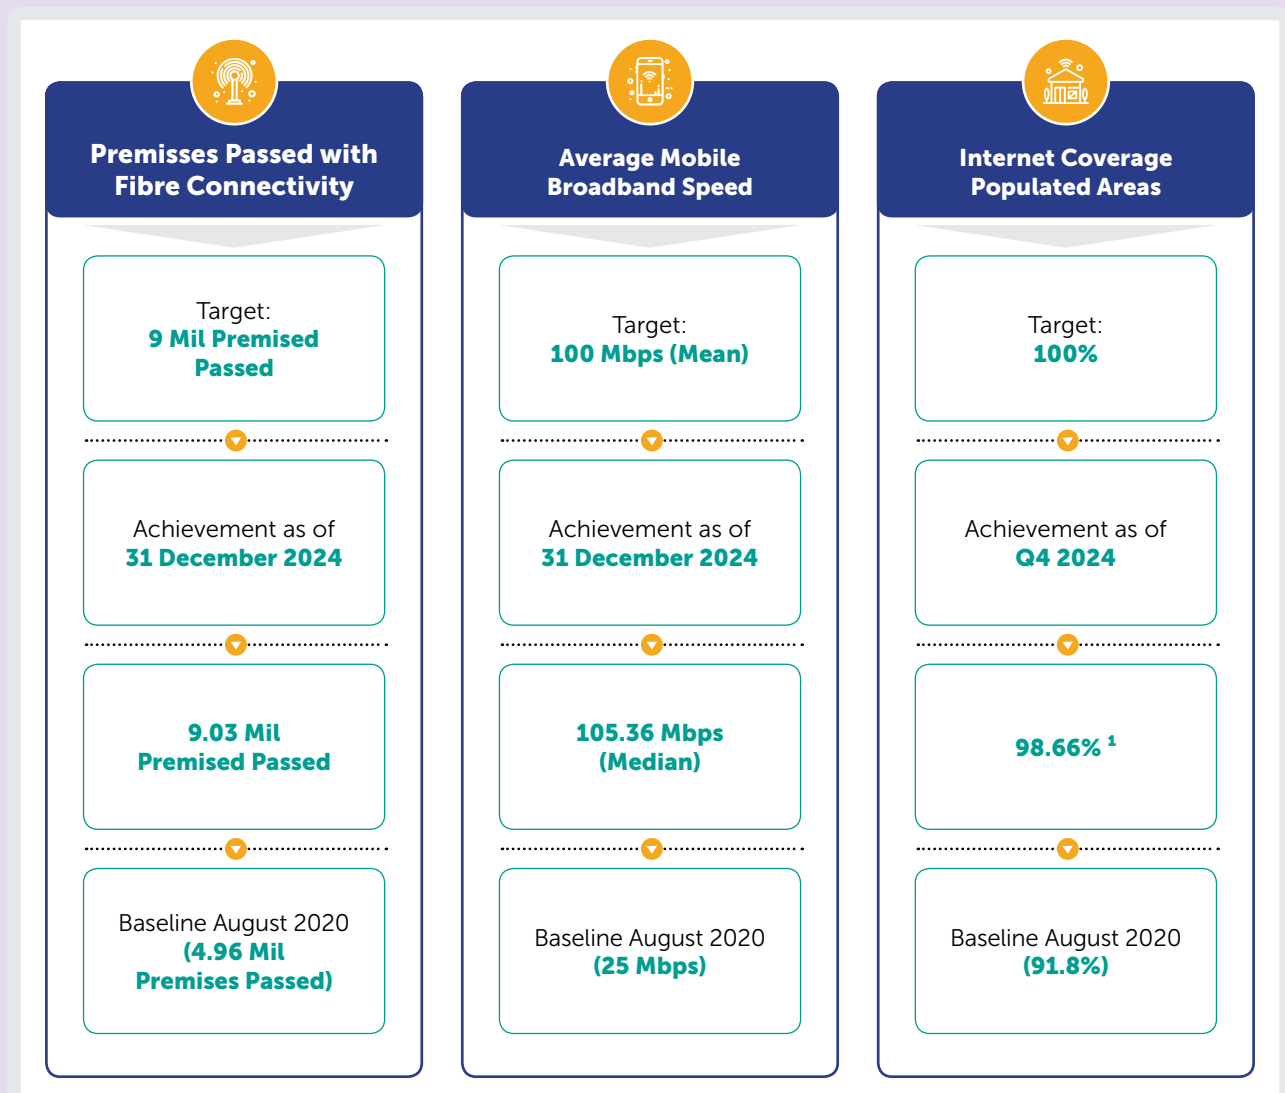 Premisses Passed with
Fibre Connectivity
Target:
9 Mil Premised
Passed
Achievement as of
31 December 2024
9.03 Mil
Premised Passed
Baseline August 2020
(4.96 Mil
Premises Passed)
Average Mobile
Broadband Speed
Target:
100 Mbps (Mean)
Achievement as of
31 December 2024
105.36 Mbps
(Median)
Baseline August 2020
(25 Mbps)
Internet Coverage
Populated Areas
Target:
100%
Achievement as of
Q4 2024
98.66% ¹
Baseline August 2020
(91.8%)